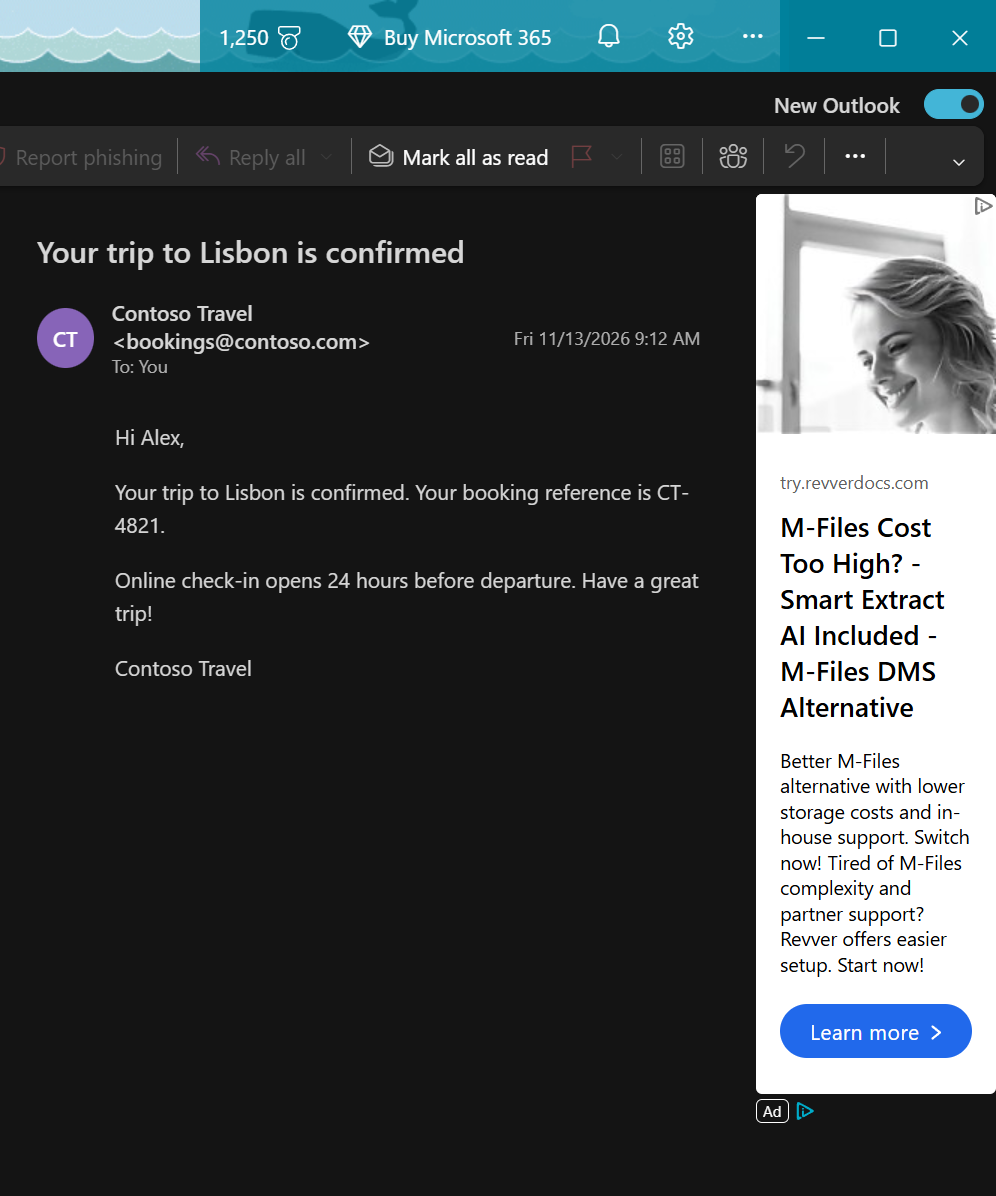 1,250
Buy Microsoft 365
New Outlook
Report phishing
Reply all
Mark all as read
Your trip to Lisbon is confirmed
CT
Contoso Travel
<bookings@contoso.com>
To: You
Fri 11/13/2026 9:12 AM
Hi Alex,
Your trip to Lisbon is confirmed. Your booking reference is CT-
4821.
Online check-in opens 24 hours before departure. Have a great
trip!
Contoso Travel
try.revverdocs.com
M-Files Cost
Too High? -
Smart Extract
AI Included -
M-Files DMS
Alternative
Better M-Files
alternative with lower
storage costs and in-
house support. Switch
now! Tired of M-Files
complexity and
partner support?
Revver offers easier
setup. Start now!
Learn more
Ad